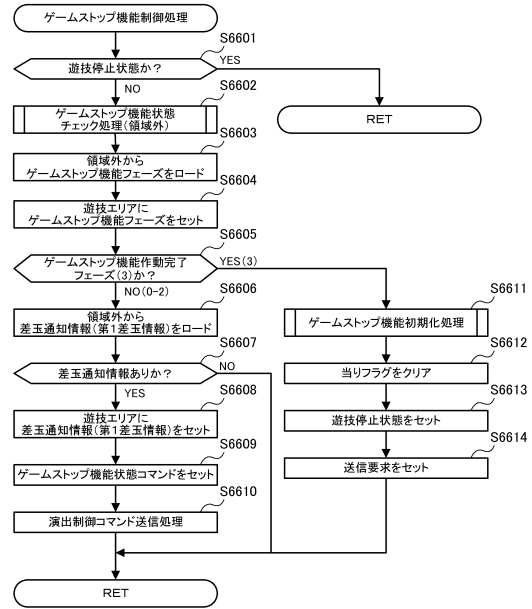 ゲームストップ機能制御処理
S6601
遊技停止状態か？
YES
NO
RET
S6602
ゲームストップ機能状態
チェック処理(領域外)
S6603
領域外から
ゲームストップ機能フェーズをロード
S6604
遊技エリアに
ゲームストップ機能フェーズをセット
S6605
ゲームストップ機能作動完了
フェーズ(3)か？
YES(3)
NO(0-2)
S6606
領域外から
差玉通知情報(第1差玉情報)をロード
S6607
差玉通知情報ありか？
NO
YES
S6608
遊技エリアに
差玉通知情報(第1差玉情報)をセット
S6609
ゲームストップ機能状態コマンドをセット
S6610
演出制御コマンド送信処理
S6611
ゲームストップ機能初期化処理
S6612
当りフラグをクリア
S6613
遊技停止状態をセット
S6614
送信要求をセット
RET